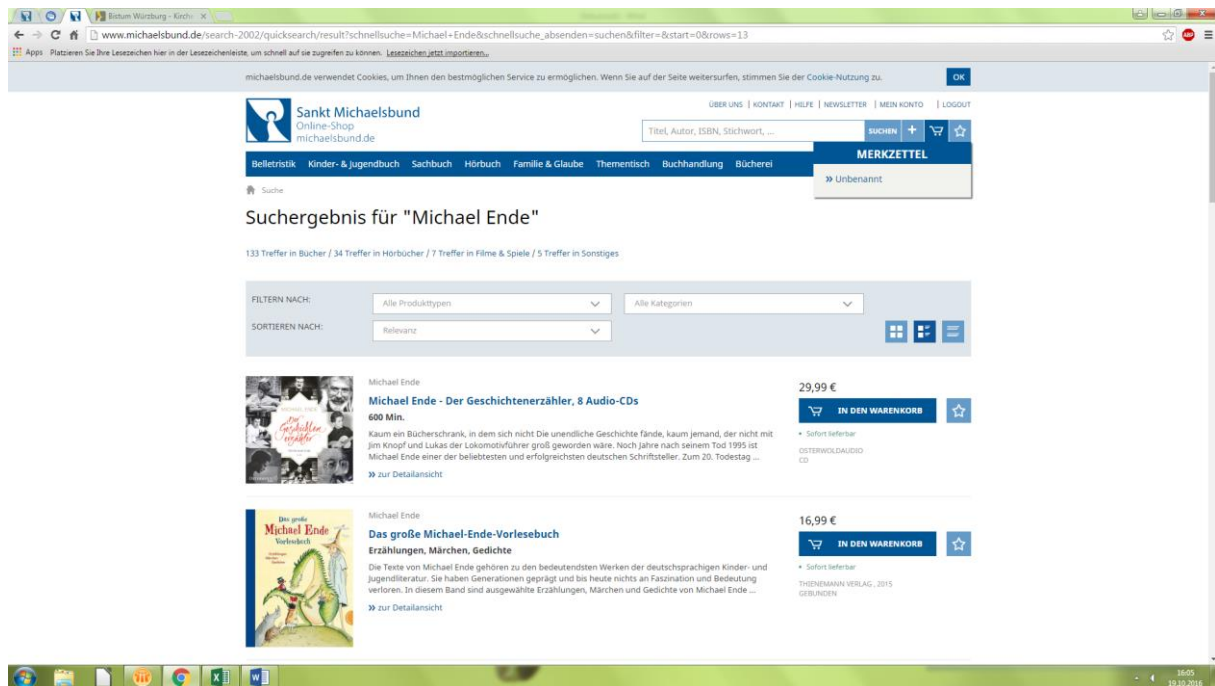 Bistum Würzburg - Kirche
www.michaelsbund.de/search-2002/quicksearch/result?schnellsuche=Michael+Ende&schnellsuche_absenden=suchen&filter=&start=0&rows=13
Apps Platzieren Sie Ihre Lesezeichen hier in der Lesezeichenleiste, um schnell auf sie zugreifen zu können. Lesezeichen jetzt importieren...
michaelsbund.de verwendet Cookies, um Ihnen den bestmöglichen Service zu ermöglichen. Wenn Sie auf der Seite weitersurfen, stimmen Sie der Cookie-Nutzung zu. OK
ÜBER UNS | KONTAKT | HILFE | NEWSLETTER | MEIN KONTO | LOGOUT
Sankt Michaelsbund
Online-Shop
michaelsbund.de
Titel, Autor, ISBN, Stichwort, ... SUCHEN +
Belletristik Kinder- & Jugendbuch Sachbuch Hörbuch Familie & Glaube Thementisch Buchhandlung Bücherei
MERKZETTEL
» Unbenannt
Suche
Suchergebnis für "Michael Ende"
133 Treffer in Bücher / 34 Treffer in Hörbücher / 7 Treffer in Filme & Spiele / 5 Treffer in Sonstiges
FILTERN NACH: Alle Produkttypen Alle Kategorien
SORTIEREN NACH: Relevanz
MICHAEL ENDE
Der Geschichten erzähler
Michael Ende
Michael Ende - Der Geschichtenerzähler, 8 Audio-CDs
600 Min.
Kaum ein Bücherschrank, in dem sich nicht Die unendliche Geschichte fände, kaum jemand, der nicht mit
Jim Knopf und Lukas der Lokomotivführer groß geworden wäre. Noch Jahre nach seinem Tod 1995 ist
Michael Ende einer der beliebtesten und erfolgreichsten deutschen Schriftsteller. Zum 20. Todestag ...
» zur Detailansicht
29,99 €
IN DEN WARENKORB
• Sofort lieferbar
OSTERWOLDAUDIO
CD
Das große
Michael Ende
Vorlesebuch
Michael Ende
Das große Michael-Ende-Vorlesebuch
Erzählungen, Märchen, Gedichte
Die Texte von Michael Ende gehören zu den bedeutendsten Werken der deutschsprachigen Kinder- und
Jugendliteratur. Sie haben Generationen geprägt und bis heute nichts an Faszination und Bedeutung
verloren. In diesem Band sind ausgewählte Erzählungen, Märchen und Gedichte von Michael Ende ...
» zur Detailansicht
16,99 €
IN DEN WARENKORB
• Sofort lieferbar
THIENEMANN VERLAG , 2015
GEBUNDEN
16:05
19.10.2016